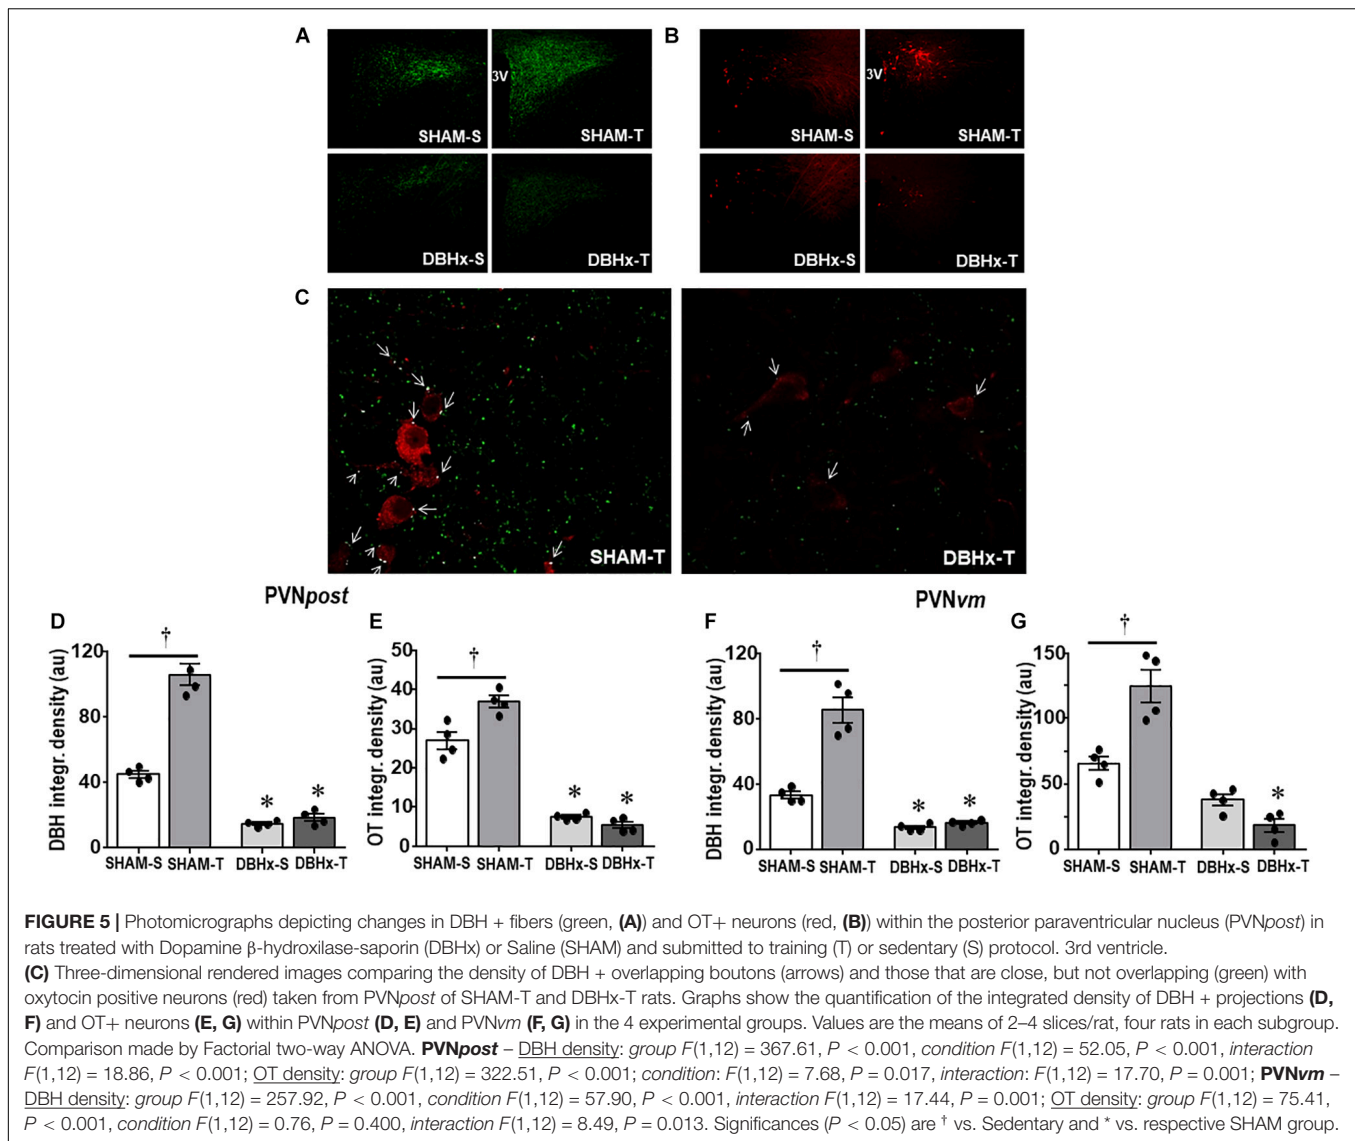 A
B
3V
SHAM-S
SHAM-T
3V
SHAM-S
SHAM-T
DBHx-S
DBHx-T
DBHx-S
DBHx-T
C
SHAM-T
DBHx-T
PVNpost
PVNvm
D
DBH integr. density (au)
120
80
40
0
†
*
*
SHAM-S
SHAM-T
DBHx-S
DBHx-T
E
OT integr. density (au)
50
40
30
20
10
0
†
*
*
SHAM-S
SHAM-T
DBHx-S
DBHx-T
F
DBH integr. density (au)
120
80
40
0
†
*
*
SHAM-S
SHAM-T
DBHx-S
DBHx-T
G
OT integr. density (au)
150
100
50
0
†
*
SHAM-S
SHAM-T
DBHx-S
DBHx-T
FIGURE 5 | Photomicrographs depicting changes in DBH + fibers (green, (A)) and OT+ neurons (red, (B)) within the posterior paraventricular nucleus (PVNpost) in
rats treated with Dopamine β-hydroxilase-saporin (DBHx) or Saline (SHAM) and submitted to training (T) or sedentary (S) protocol. 3rd ventricle.
(C) Three-dimensional rendered images comparing the density of DBH + overlapping boutons (arrows) and those that are close, but not overlapping (green) with
oxytocin positive neurons (red) taken from PVNpost of SHAM-T and DBHx-T rats. Graphs show the quantification of the integrated density of DBH + projections (D,
F) and OT+ neurons (E, G) within PVNpost (D, E) and PVNvm (F, G) in the 4 experimental groups. Values are the means of 2–4 slices/rat, four rats in each subgroup.
Comparison made by Factorial two-way ANOVA. PVNpost – DBH density: group F(1,12) = 367.61, P < 0.001, condition F(1,12) = 52.05, P < 0.001, interaction
F(1,12) = 18.86, P < 0.001; OT density: group F(1,12) = 322.51, P < 0.001; condition: F(1,12) = 7.68, P = 0.017, interaction: F(1,12) = 17.70, P = 0.001; PVNvm –
DBH density: group F(1,12) = 257.92, P < 0.001, condition F(1,12) = 57.90, P < 0.001, interaction F(1,12) = 17.44, P = 0.001; OT density: group F(1,12) = 75.41,
P < 0.001, condition F(1,12) = 0.76, P = 0.400, interaction F(1,12) = 8.49, P = 0.013. Significances (P < 0.05) are † vs. Sedentary and * vs. respective SHAM group.